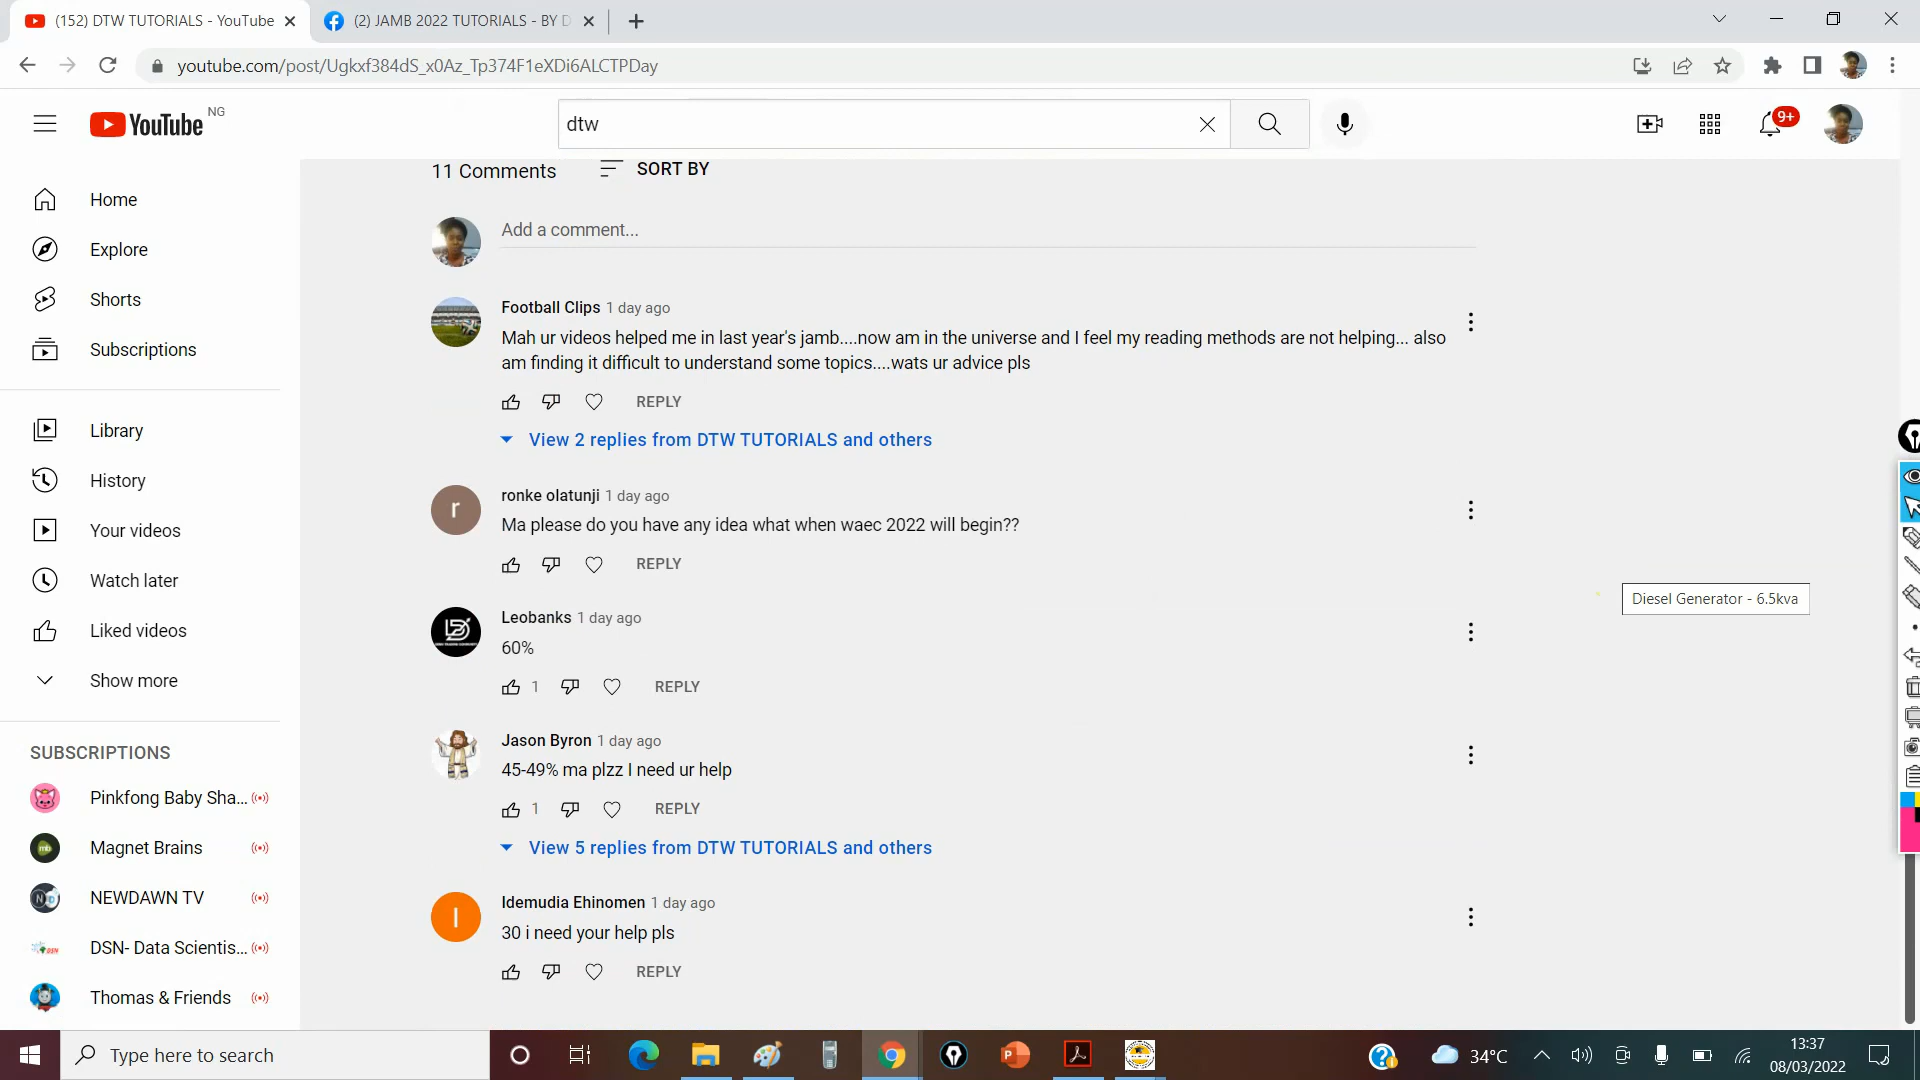 (152) DTW TUTORIALS - YouTube
(2) JAMB 2022 TUTORIALS - BY D
youtube.com/post/Ugkxf384dS_x0Az_Tp374F1eXDi6ALCTPDay
YouTube NG
dtw
9+
Home
Explore
Shorts
Subscriptions
Library
History
Your videos
Watch later
Liked videos
Show more
SUBSCRIPTIONS
Pinkfong Baby Sha...
Magnet Brains
NEWDAWN TV
DSN- Data Scientis...
Thomas & Friends
11 Comments SORT BY
Add a comment...
Football Clips 1 day ago
Mah ur videos helped me in last year's jamb....now am in the universe and I feel my reading methods are not helping... also
am finding it difficult to understand some topics....wats ur advice pls
REPLY
View 2 replies from DTW TUTORIALS and others
r
ronke olatunji 1 day ago
Ma please do you have any idea what when waec 2022 will begin??
REPLY
Leobanks 1 day ago
60%
1 REPLY
Jason Byron 1 day ago
45-49% ma plzz I need ur help
1 REPLY
View 5 replies from DTW TUTORIALS and others
I
Idemudia Ehinomen 1 day ago
30 i need your help pls
REPLY
Diesel Generator - 6.5kva
Type here to search
34°C
13:37
08/03/2022